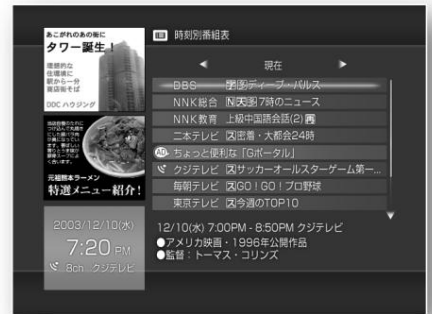 あこがれのあの街に
タワー誕生！
理想的な
住環境に
駅から一分
商店街そば
DDC ハウジング
元祖熊本ラーメン
特選メニュー紹介！
2003/12/10(水)
7:20 PM
8ch クジテレビ
時刻別番組表
現在
DBS ディープ・パルス
NNK総合 N天 7時のニュース
NNK教育 上級中国語会話(2) 再
二本テレビ 密着・大都会24時
AD ちょっと便利な「Gポータル」
クジテレビ サッカーオールスターゲーム第一...
毎朝テレビ GO！GO！プロ野球
東京テレビ 今週のTOP10
12/10(水) 7:00PM - 8:50PM クジテレビ
●アメリカ映画・1996年公開作品
●監督：トーマス・コリンズ